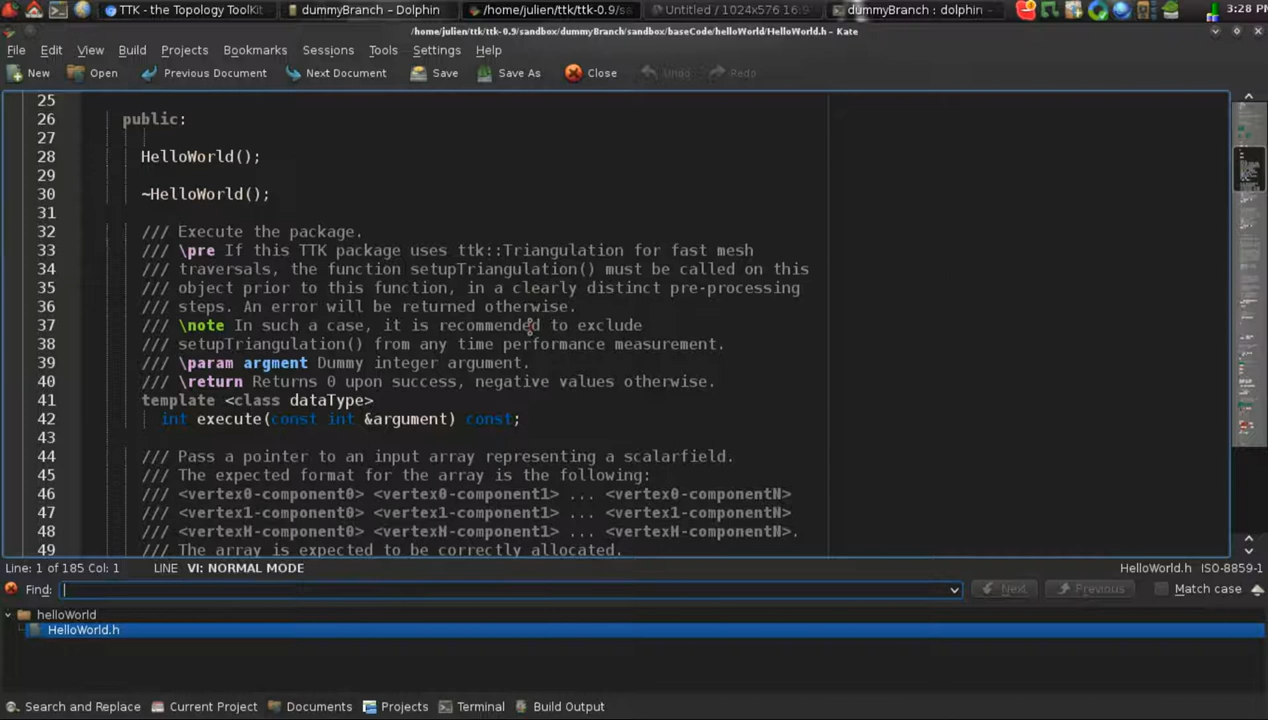 TTK - the Topology ToolKit dummyBranch – Dolphin /home/julien/ttk/ttk-0.9/sa Untitled / 1024x576 16:9 dummyBranch : dolphin 3:28 PM
/home/julien/ttk/ttk-0.9/sandbox/dummyBranch/sandbox/baseCode/helloWorld/HelloWorld.h – Kate
File Edit View Build Projects Bookmarks Sessions Tools Settings Help
New Open Previous Document Next Document Save Save As Close Undo Redo
25
26 public:
27
28 HelloWorld();
29
30 ~HelloWorld();
31
32 /// Execute the package.
33 /// \pre If this TTK package uses ttk::Triangulation for fast mesh
34 /// traversals, the function setupTriangulation() must be called on this
35 /// object prior to this function, in a clearly distinct pre-processing
36 /// steps. An error will be returned otherwise.
37 /// \note In such a case, it is recommended to exclude
38 /// setupTriangulation() from any time performance measurement.
39 /// \param argment Dummy integer argument.
40 /// \return Returns 0 upon success, negative values otherwise.
41 template <class dataType>
42 int execute(const int &argument) const;
43
44 /// Pass a pointer to an input array representing a scalarfield.
45 /// The expected format for the array is the following:
46 /// <vertex0-component0> <vertex0-component1> ... <vertex0-componentN>
47 /// <vertex1-component0> <vertex1-component1> ... <vertex1-componentN>
48 /// <vertexH-component0> <vertexH-component1> ... <vertexH-componentN>.
49 /// The array is expected to be correctly allocated.
Line: 1 of 185 Col: 1 LINE VI: NORMAL MODE HelloWorld.h ISO-8859-1
Find: Next Previous Match case
helloWorld
HelloWorld.h
Search and Replace Current Project Documents Projects Terminal Build Output